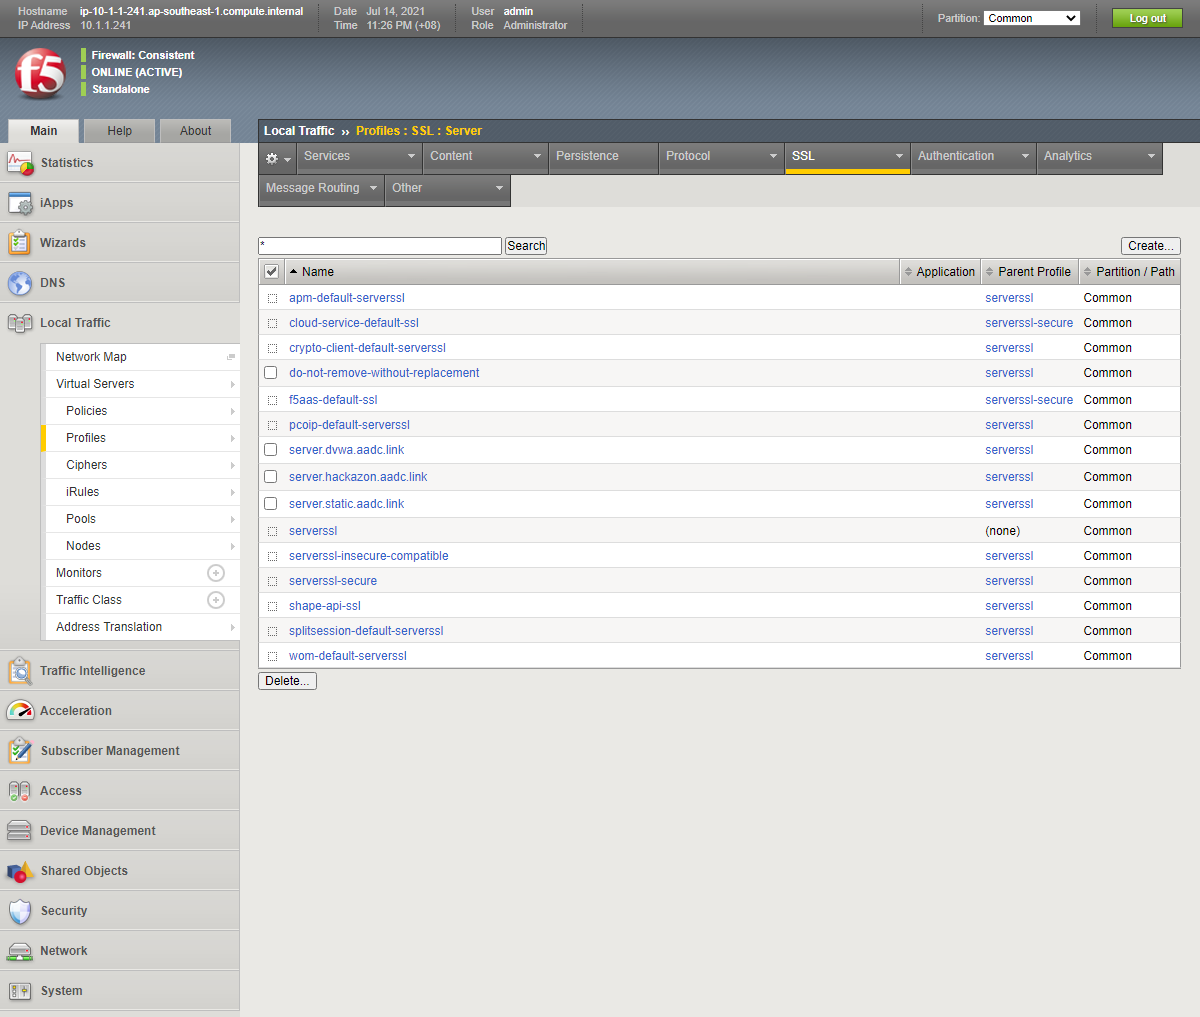 Hostname ip-10-1-1-241.ap-southeast-1.compute.internal Date Jul 14, 2021 User admin Partition: Common Log out
IP Address 10.1.1.241 Time 11:26 PM (+08) Role Administrator
f5
Firewall: Consistent
ONLINE (ACTIVE)
Standalone
Main Help About
Statistics
iApps
Wizards
DNS
Local Traffic
Network Map
Virtual Servers
Policies
Profiles
Ciphers
iRules
Pools
Nodes
Monitors
Traffic Class
Address Translation
Traffic Intelligence
Acceleration
Subscriber Management
Access
Device Management
Shared Objects
Security
Network
System
Local Traffic ›› Profiles : SSL : Server
Services Content Persistence Protocol SSL Authentication Analytics
Message Routing Other
* Search Create...
Name Application Parent Profile Partition / Path
apm-default-serverssl serverssl Common
cloud-service-default-ssl serverssl-secure Common
crypto-client-default-serverssl serverssl Common
do-not-remove-without-replacement serverssl Common
f5aas-default-ssl serverssl-secure Common
pcoip-default-serverssl serverssl Common
server.dvwa.aadc.link serverssl Common
server.hackazon.aadc.link serverssl Common
server.static.aadc.link serverssl Common
serverssl (none) Common
serverssl-insecure-compatible serverssl Common
serverssl-secure serverssl Common
shape-api-ssl serverssl Common
splitsession-default-serverssl serverssl Common
wom-default-serverssl serverssl Common
Delete...